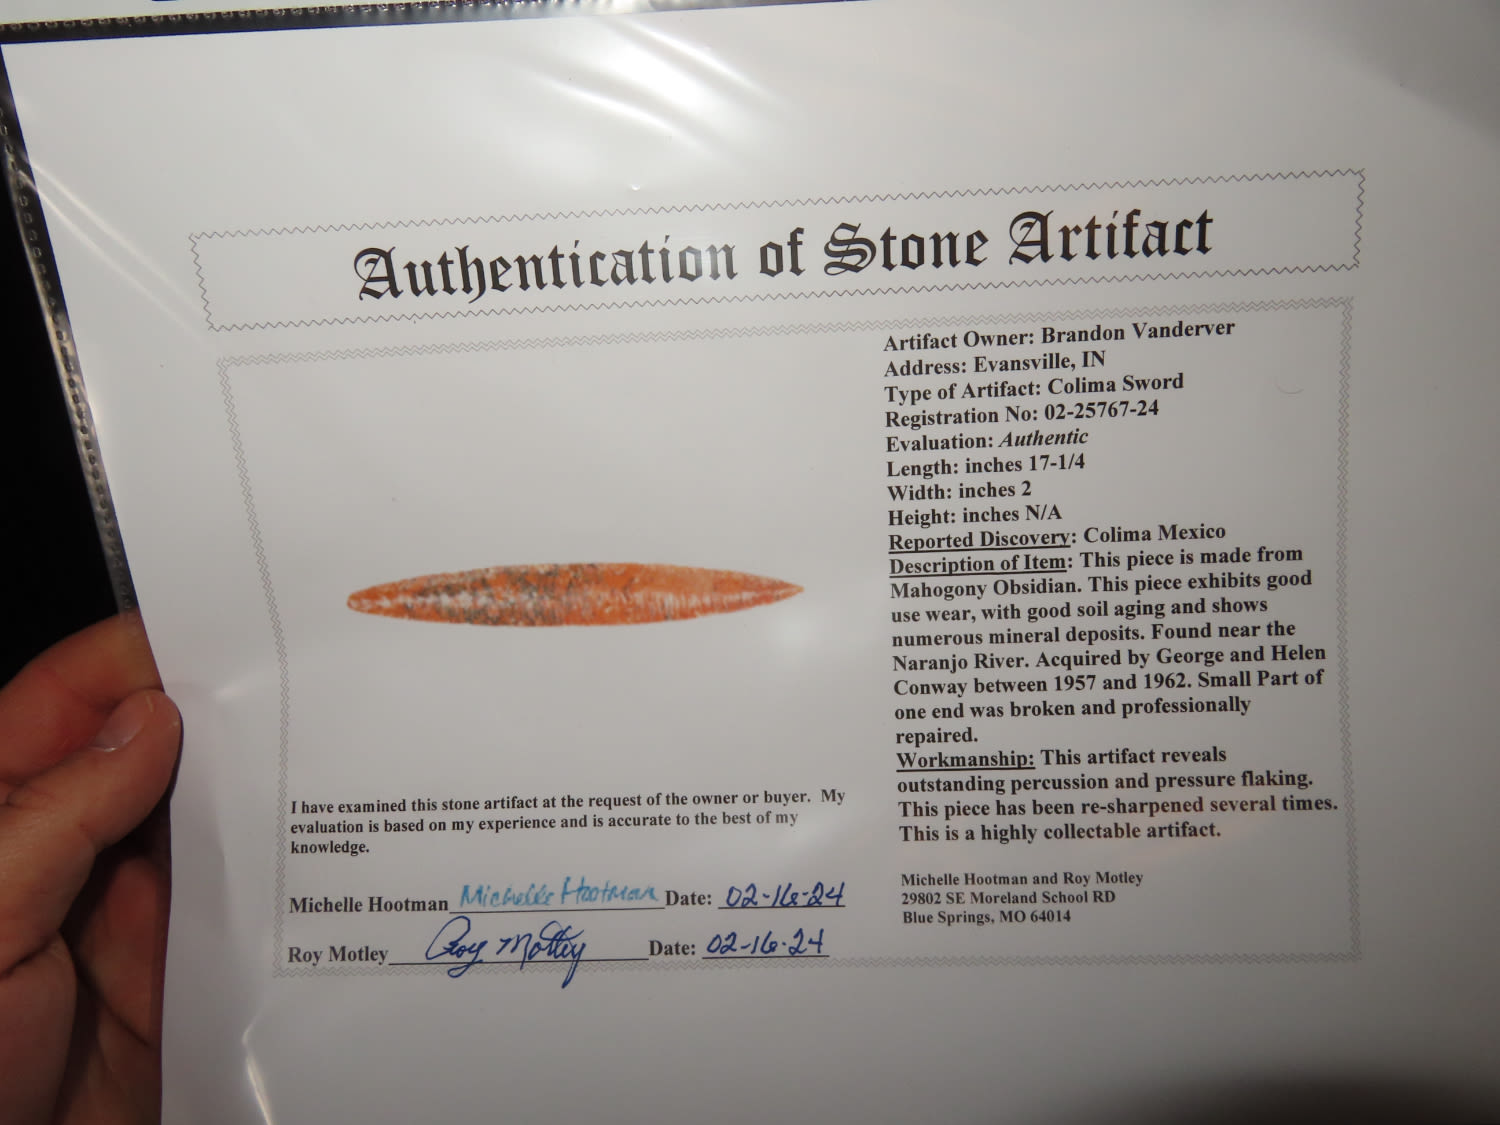 Authentication of Stone Artifact
Artifact Owner: Brandon Vanderver
Address: Evansville, IN
Type of Artifact: Colima Sword
Registration No: 02-25767-24
Evaluation: Authentic
Length: inches 17-1/4
Width: inches 2
Height: inches N/A
Reported Discovery: Colima Mexico
Description of Item: This piece is made from
Mahogony Obsidian. This piece exhibits good
use wear, with good soil aging and shows
numerous mineral deposits. Found near the
Naranjo River. Acquired by George and Helen
Conway between 1957 and 1962. Small Part of
one end was broken and professionally
repaired.
Workmanship: This artifact reveals
outstanding percussion and pressure flaking.
This piece has been re-sharpened several times.
This is a highly collectable artifact.
I have examined this stone artifact at the request of the owner or buyer. My
evaluation is based on my experience and is accurate to the best of my
knowledge.
Michelle Hootman Michelle Hootman Date: 02-16-24
Roy Motley Roy Motley Date: 02-16-24
Michelle Hootman and Roy Motley
29802 SE Moreland School RD
Blue Springs, MO 64014